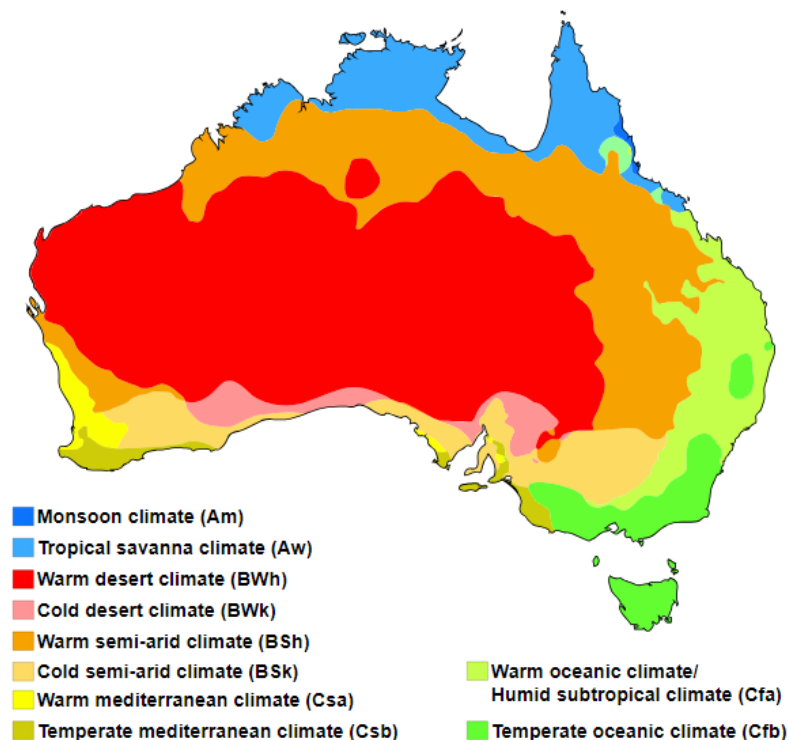 Monsoon climate (Am)
Tropical savanna climate (Aw)
Warm desert climate (BWh)
Cold desert climate (BWk)
Warm semi-arid climate (BSh)
Cold semi-arid climate (BSk)
Warm mediterranean climate (Csa)
Temperate mediterranean climate (Csb)
Warm oceanic climate/
Humid subtropical climate (Cfa)
Temperate oceanic climate (Cfb)